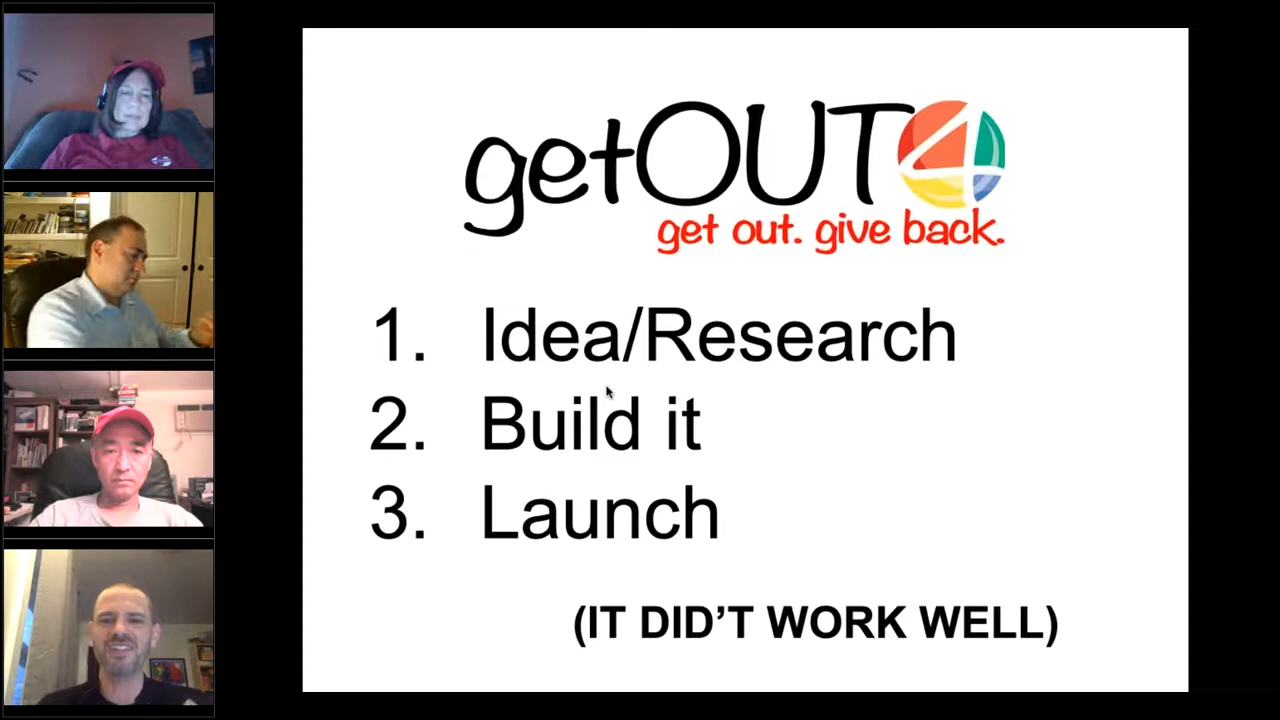 getOUT4
get out. give back.
1. Idea/Research
2. Build it
3. Launch
(IT DID'T WORK WELL)